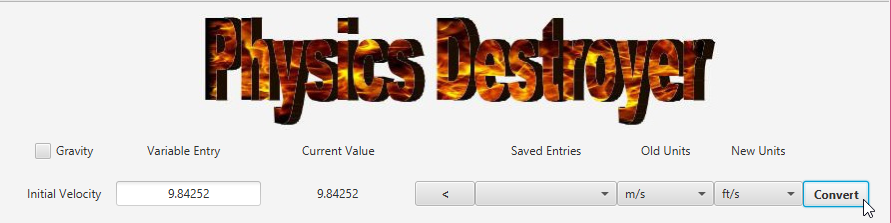 Physics Destroyer
Gravity Variable Entry Current Value Saved Entries Old Units New Units
Initial Velocity 9.84252 9.84252 < m/s ft/s Convert